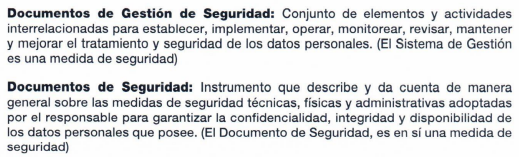 Documentos de Gestión de Seguridad: Conjunto de elementos y actividades
interrelacionadas para establecer, implementar, operar, monitorear, revisar, mantener
y mejorar el tratamiento y seguridad de los datos personales. (El Sistema de Gestión
es una medida de seguridad)
Documentos de Seguridad: Instrumento que describe y da cuenta de manera
general sobre las medidas de seguridad técnicas, físicas y administrativas adoptadas
por el responsable para garantizar la confidencialidad, integridad y disponibilidad de
los datos personales que posee. (El Documento de Seguridad, es en sí una medida de
seguridad)